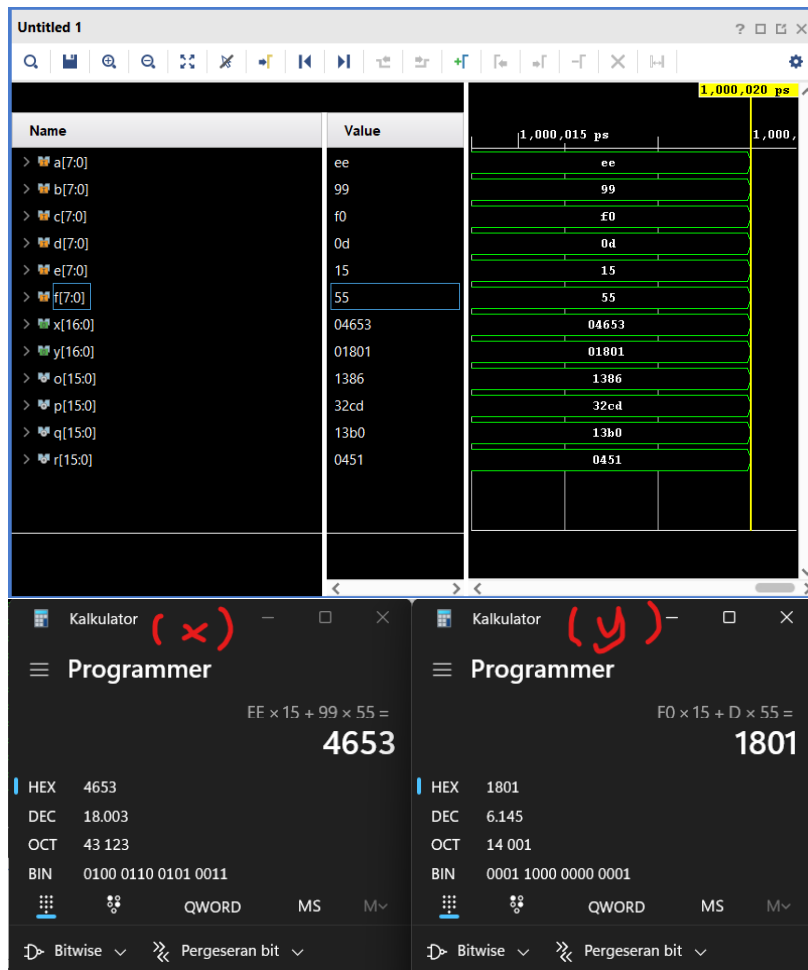 Untitled 1
1,000,020 ps
Name Value
1,000,015 ps 1,000,
a[7:0] ee ee
b[7:0] 99 99
c[7:0] f0 f0
d[7:0] 0d 0d
e[7:0] 15 15
f[7:0] 55 55
x[16:0] 04653 04653
y[16:0] 01801 01801
o[15:0] 1386 1386
p[15:0] 32cd 32cd
q[15:0] 13b0 13b0
r[15:0] 0451 0451
Kalkulator (x)
Programmer
EE × 15 + 99 × 55 =
4653
HEX 4653
DEC 18.003
OCT 43 123
BIN 0100 0110 0101 0011
QWORD MS M
Bitwise Pergeseran bit
Kalkulator (y)
Programmer
F0 × 15 + D × 55 =
1801
HEX 1801
DEC 6.145
OCT 14 001
BIN 0001 1000 0000 0001
QWORD MS M
Bitwise Pergeseran bit